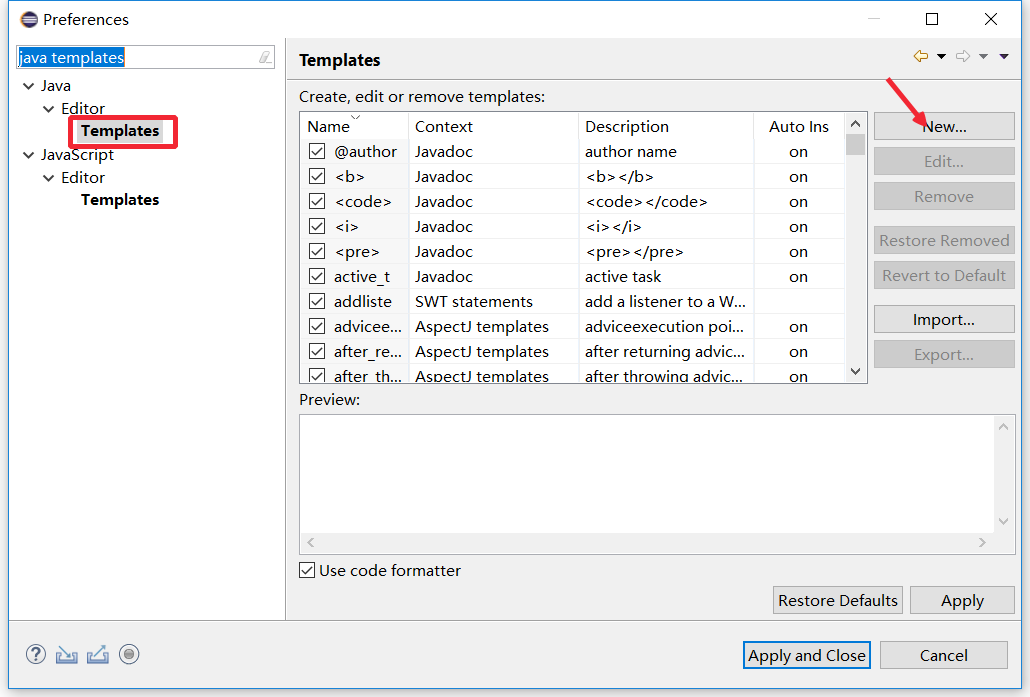 Preferences
java templates
Java
Editor
Templates
JavaScript
Editor
Templates
Templates
Create, edit or remove templates:
Name Context Description Auto Ins
@author Javadoc author name on
<b> Javadoc <b></b> on
<code> Javadoc <code></code> on
<i> Javadoc <i></i> on
<pre> Javadoc <pre></pre> on
active_t Javadoc active task on
addliste SWT statements add a listener to a W...
advicee... AspectJ templates adviceexecution poi... on
after_re... AspectJ templates after returning advic... on
after_th... AspectJ templates after throwing advic... on
New...
Edit...
Remove
Restore Removed
Revert to Default
Import...
Export...
Preview:
Use code formatter
Restore Defaults Apply
Apply and Close Cancel